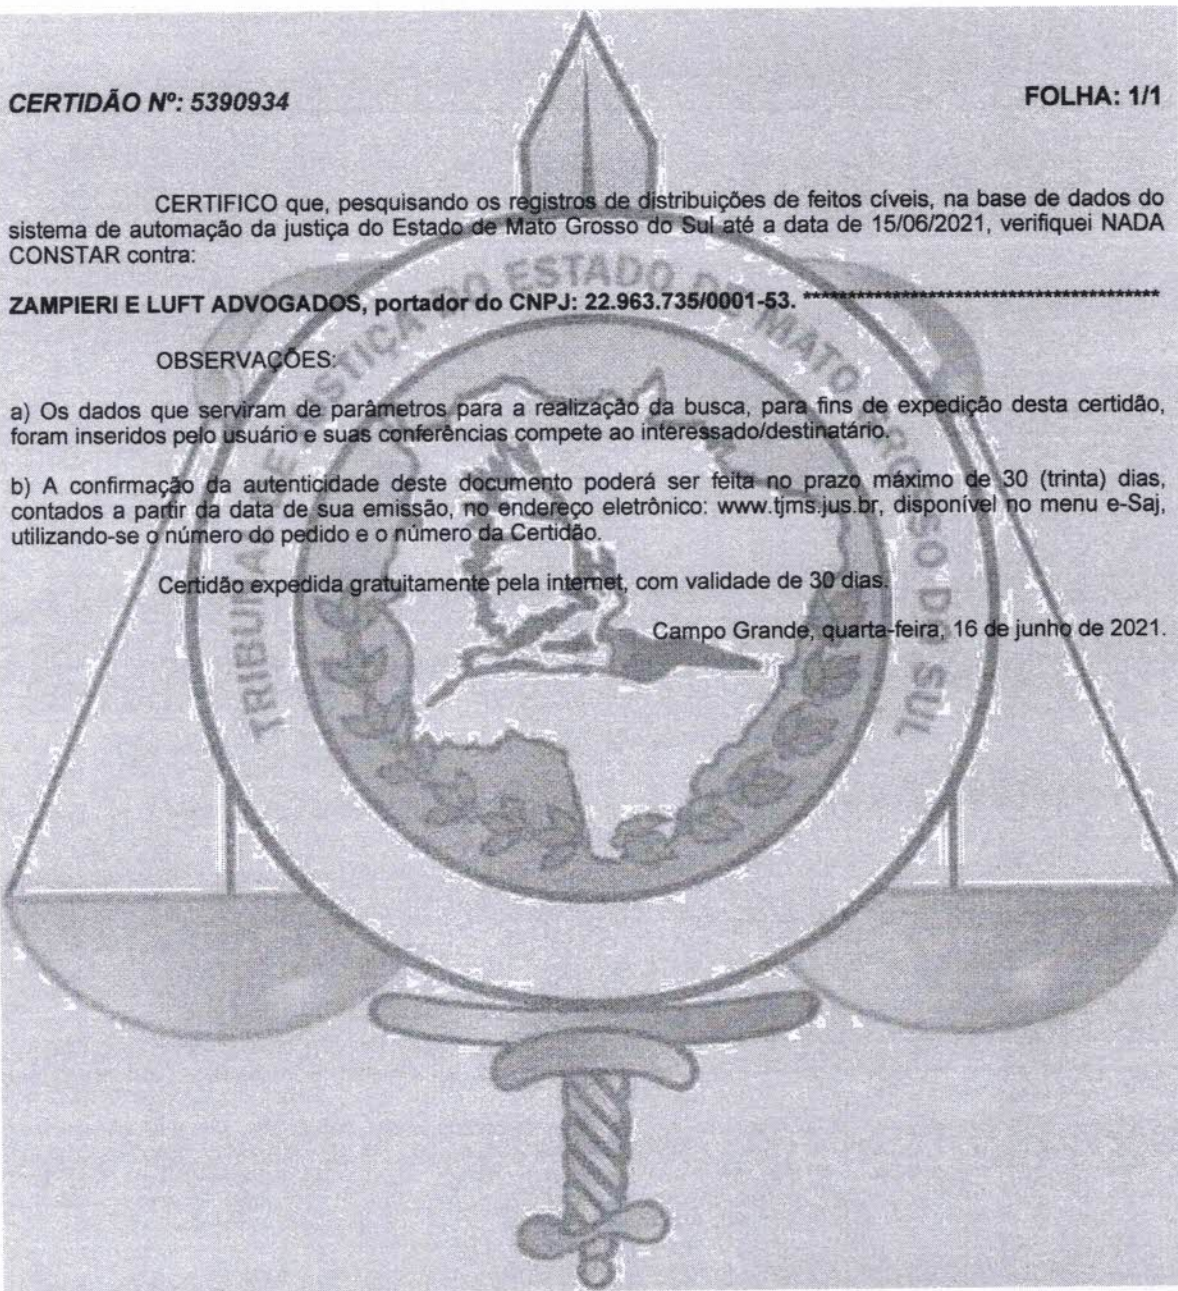 CERTIDÃO Nº: 5390934 FOLHA: 1/1
CERTIFICO que, pesquisando os registros de distribuições de feitos cíveis, na base de dados do
sistema de automação da justiça do Estado de Mato Grosso do Sul até a data de 15/06/2021, verifiquei NADA
CONSTAR contra:
ZAMPIERI E LUFT ADVOGADOS, portador do CNPJ: 22.963.735/0001-53. ******************************************
OBSERVAÇÕES:
a) Os dados que serviram de parâmetros para a realização da busca, para fins de expedição desta certidão,
foram inseridos pelo usuário e suas conferências compete ao interessado/destinatário.
b) A confirmação da autenticidade deste documento poderá ser feita no prazo máximo de 30 (trinta) dias,
contados a partir da data de sua emissão, no endereço eletrônico: www.tjms.jus.br, disponível no menu e-Saj,
utilizando-se o número do pedido e o número da Certidão.
Certidão expedida gratuitamente pela internet, com validade de 30 dias.
Campo Grande, quarta-feira, 16 de junho de 2021.
TRIBUNAL DE JUSTIÇA DO ESTADO DE MATO GROSSO DO SUL